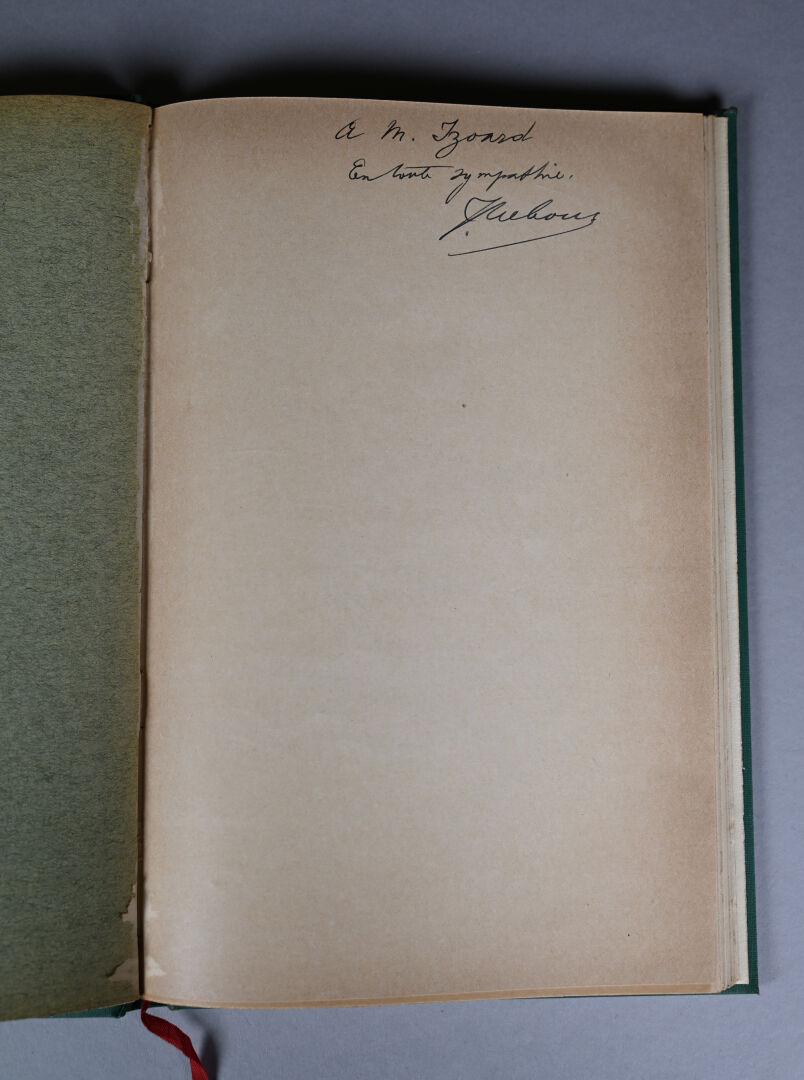 A M. Izoard
En toute sympathie.